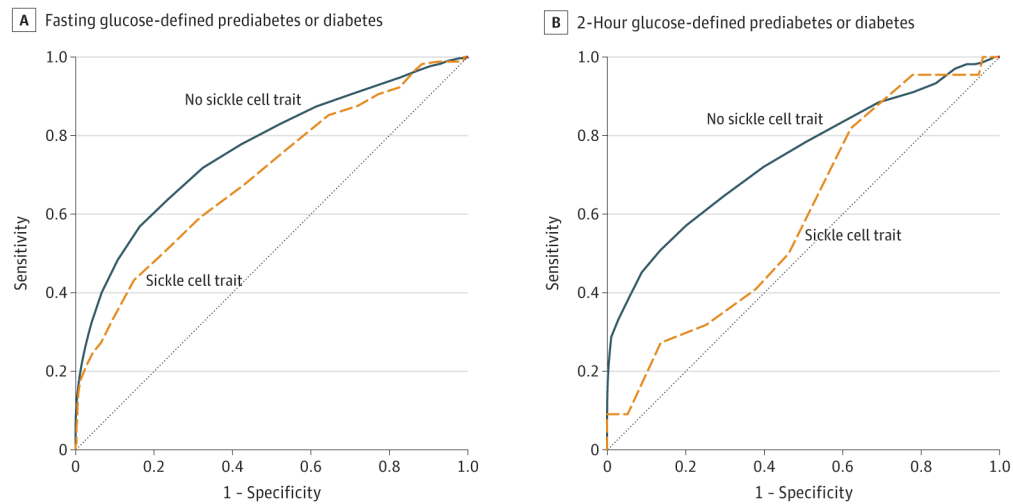 A Fasting glucose-defined prediabetes or diabetes
1.0
0.8
0.6
0.4
0.2
0
Sensitivity
No sickle cell trait
Sickle cell trait
0 0.2 0.4 0.6 0.8 1.0
1 - Specificity
B 2-Hour glucose-defined prediabetes or diabetes
1.0
0.8
0.6
0.4
0.2
0
Sensitivity
No sickle cell trait
Sickle cell trait
0 0.2 0.4 0.6 0.8 1.0
1 - Specificity